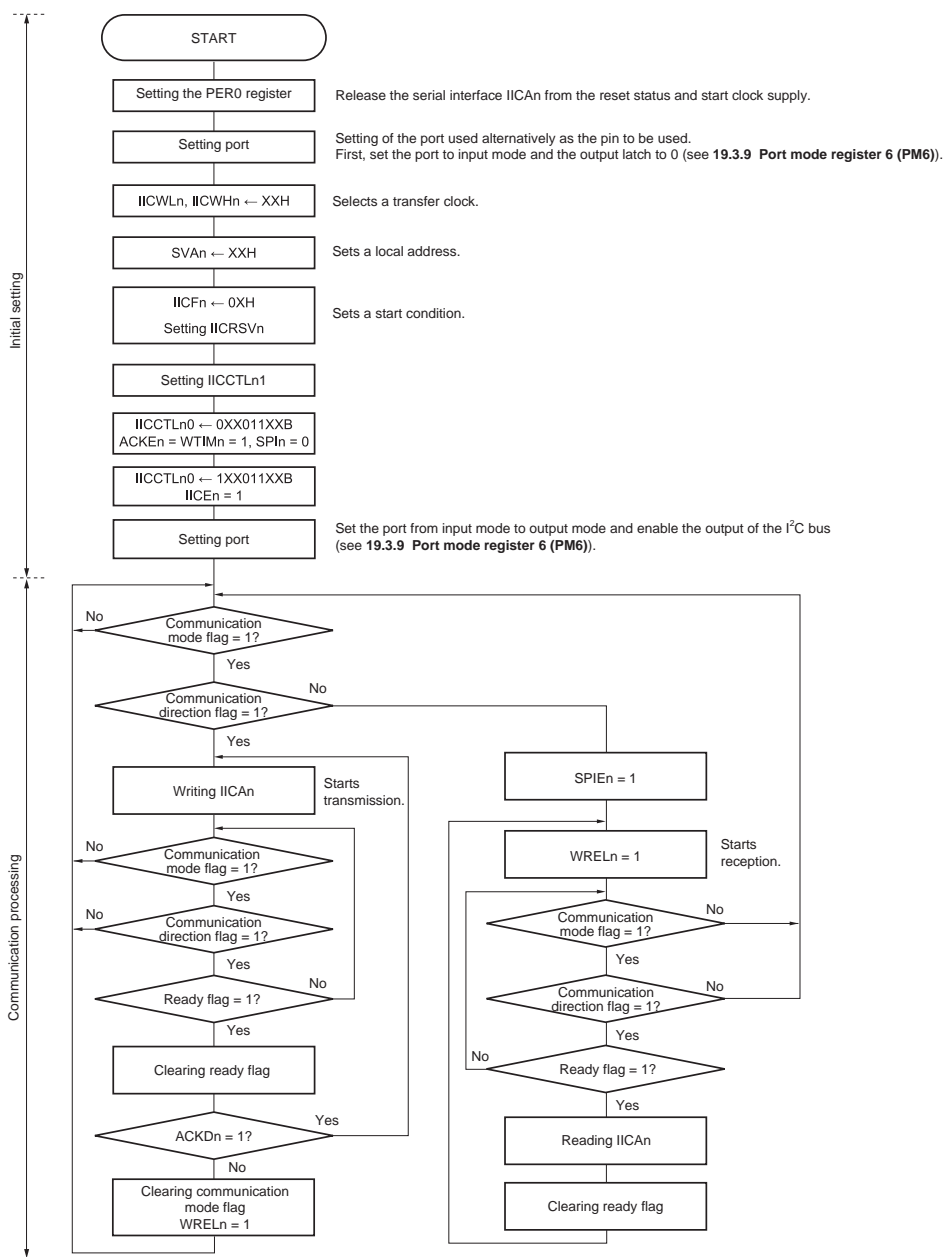 START
Setting the PER0 register
Release the serial interface IICAn from the reset status and start clock supply.
Setting port
Setting of the port used alternatively as the pin to be used.
First, set the port to input mode and the output latch to 0 (see 19.3.9 Port mode register 6 (PM6)).
IICWLn, IICWHn ← XXH
Selects a transfer clock.
SVAn ← XXH
Sets a local address.
IICFn ← 0XH
Setting IICRSVn
Sets a start condition.
Setting IICCTLn1
IICCTLn0 ← 0XX011XXB
ACKEn = WTIMn = 1, SPIn = 0
IICCTLn0 ← 1XX011XXB
IICEn = 1
Setting port
Set the port from input mode to output mode and enable the output of the I²C bus
(see 19.3.9 Port mode register 6 (PM6)).
Initial setting
No
Communication
mode flag = 1?
Yes
Communication
direction flag = 1?
No
Yes
Writing IICAn
Starts
transmission.
No
Communication
mode flag = 1?
Yes
No
Communication
direction flag = 1?
Yes
Ready flag = 1?
No
Yes
Clearing ready flag
Yes
ACKDn = 1?
No
Clearing communication
mode flag
WRELn = 1
SPIEn = 1
WRELn = 1
Starts
reception.
Communication
mode flag = 1?
No
Yes
Communication
direction flag = 1?
No
Yes
No
Ready flag = 1?
Yes
Reading IICAn
Clearing ready flag
Communication processing